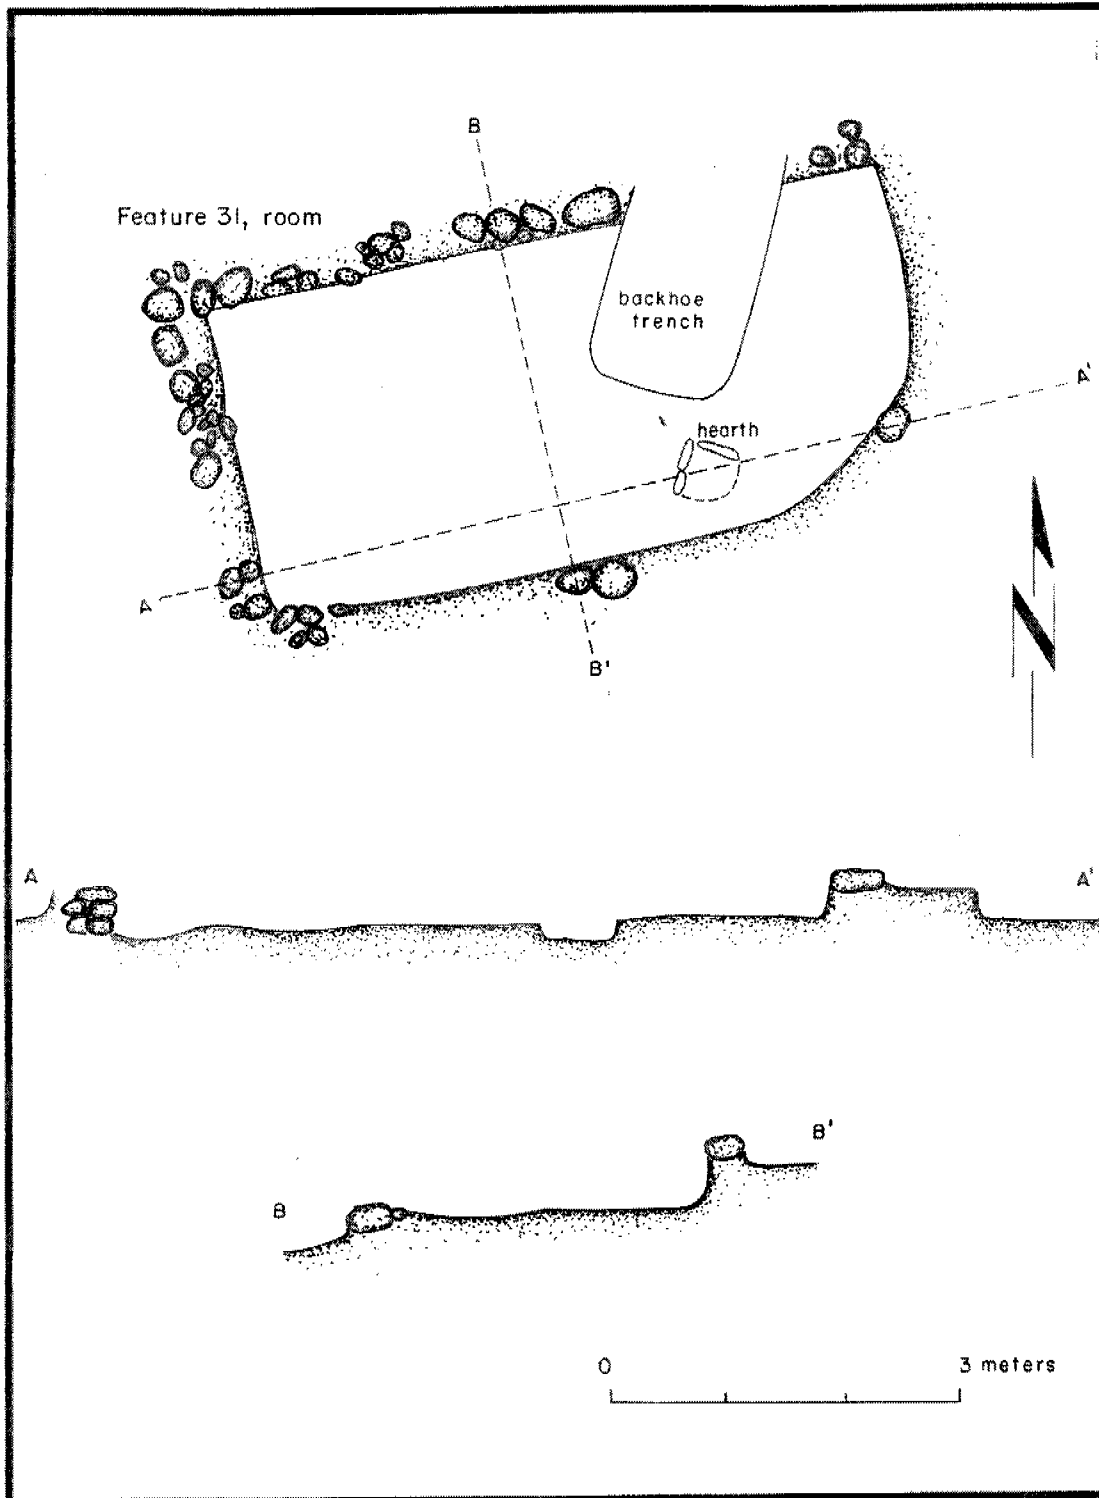 B
Feature 31, room
backhoe
trench
A'
hearth
A
B'
N
A
A'
B'
B
0
3 meters